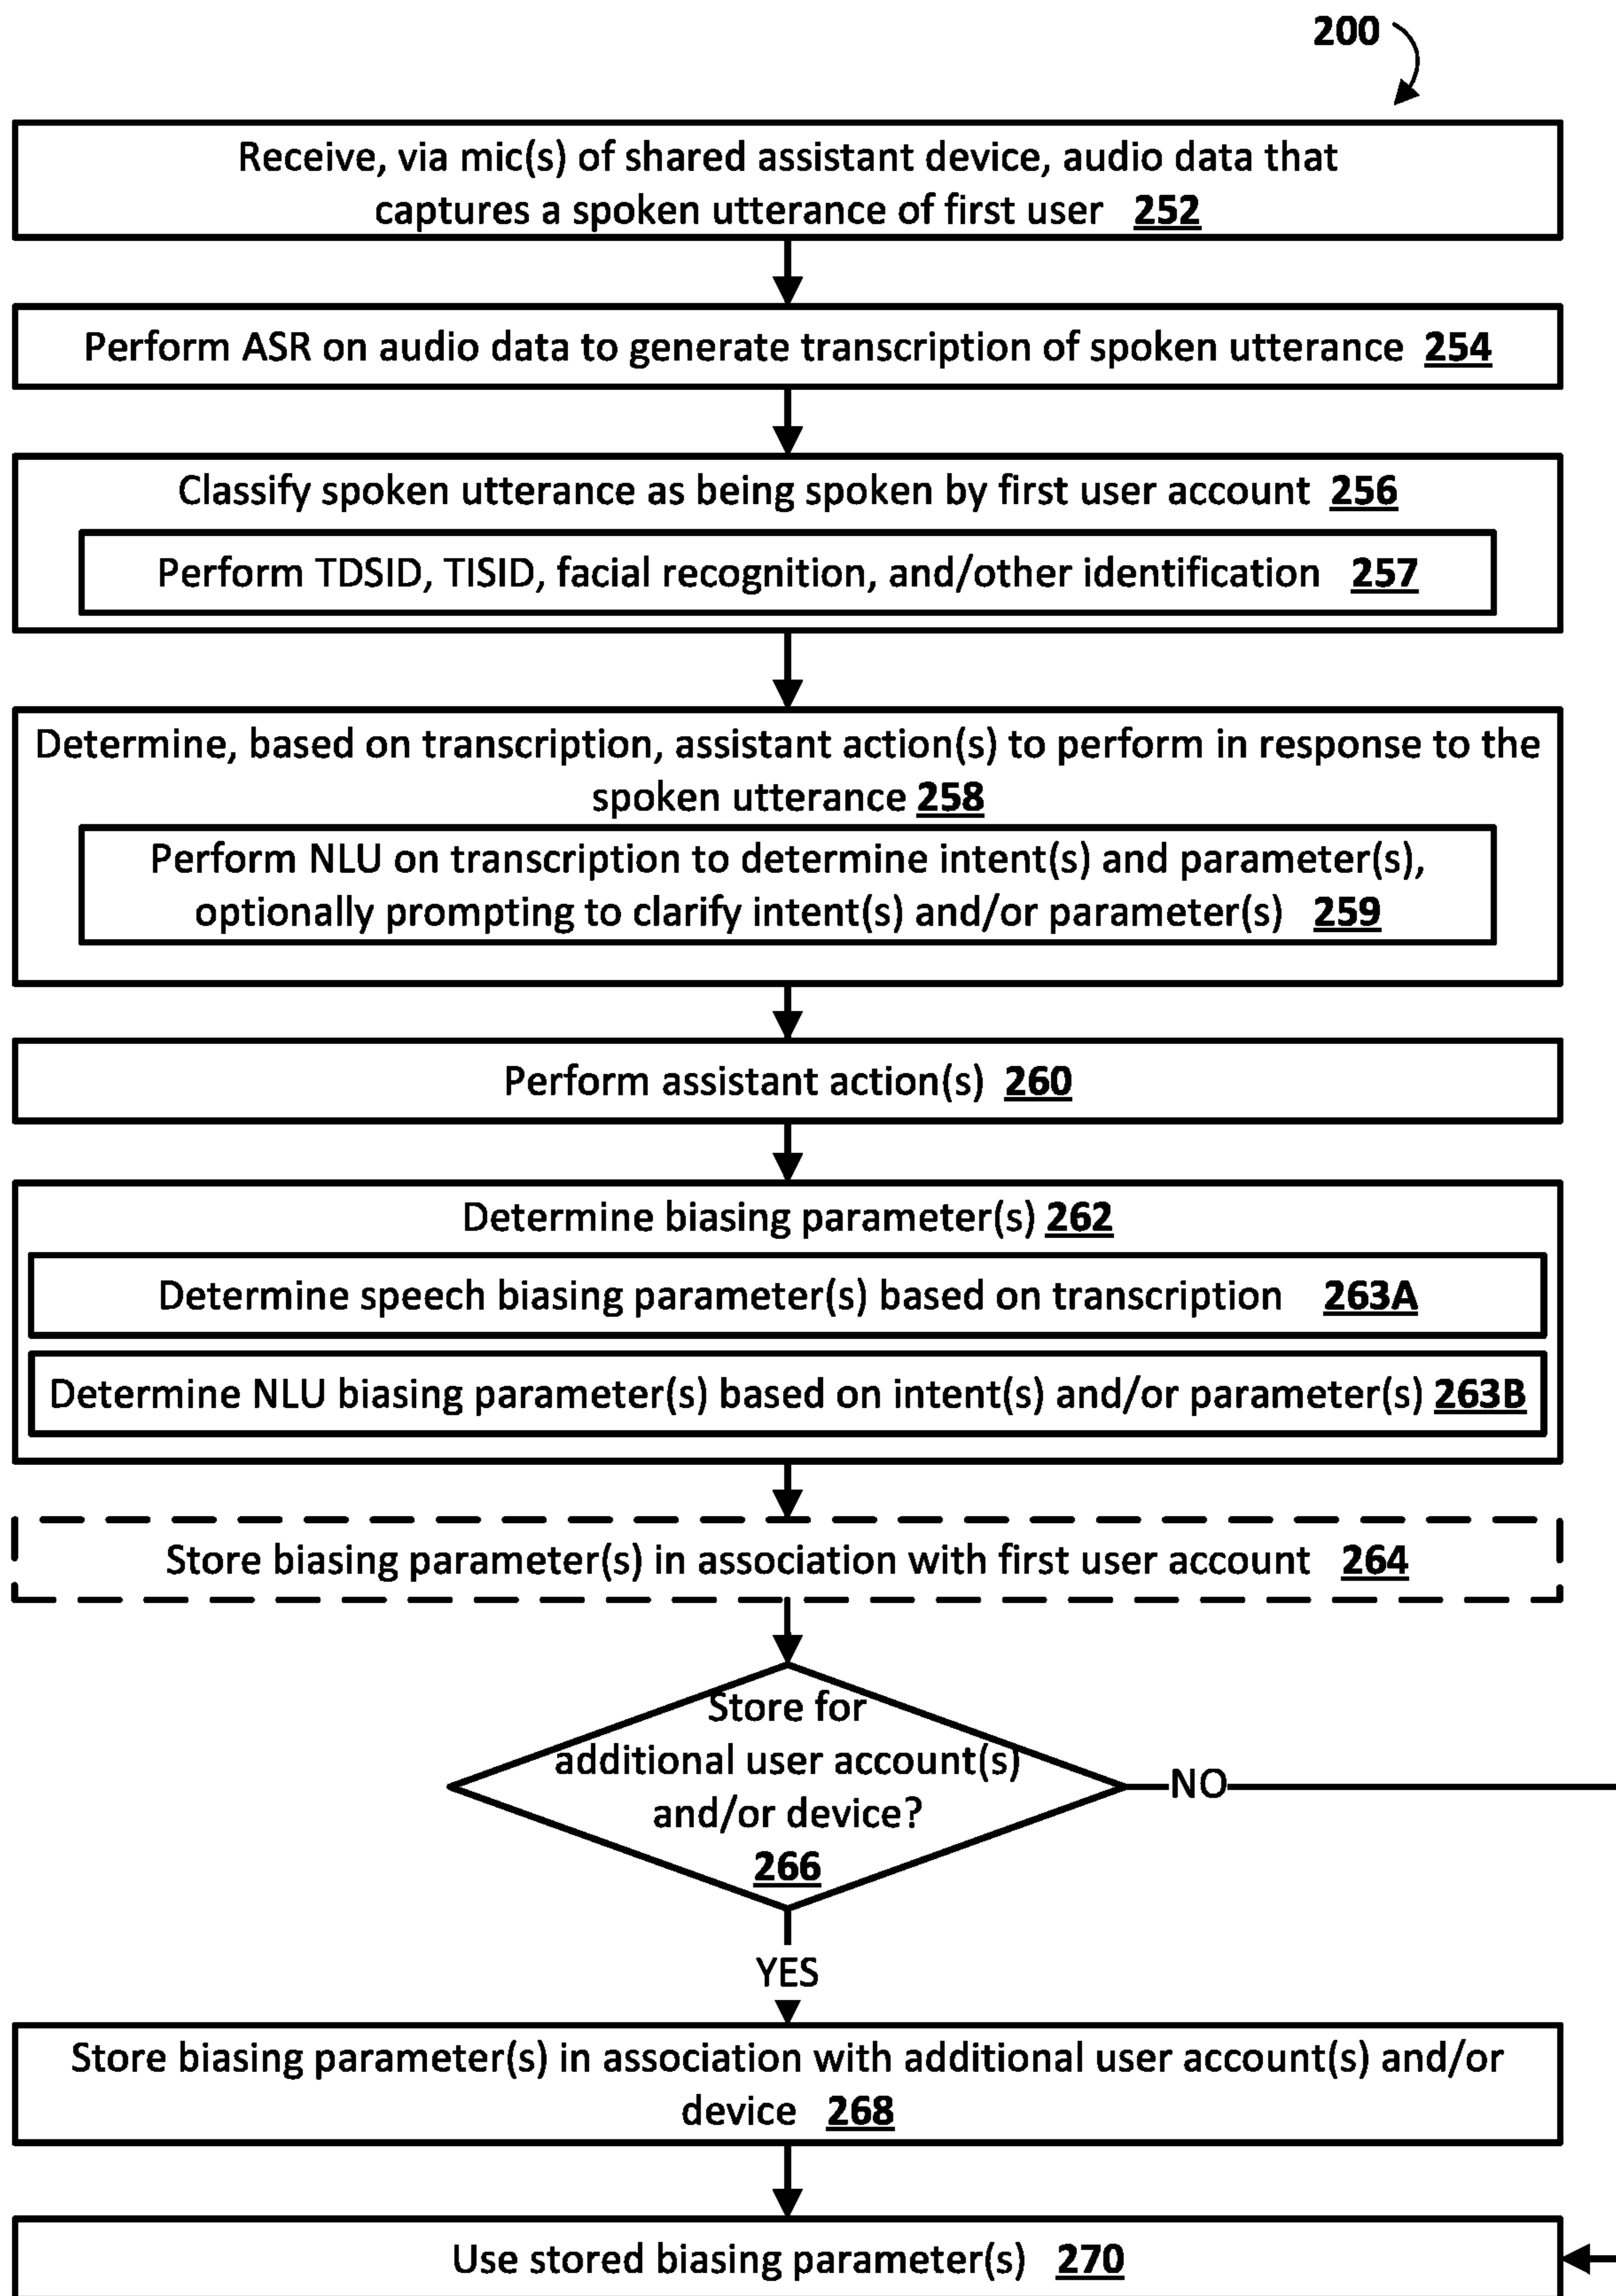 200
Receive, via mic(s) of shared assistant device, audio data that
captures a spoken utterance of first user 252
Perform ASR on audio data to generate transcription of spoken utterance 254
Classify spoken utterance as being spoken by first user account 256
Perform TDSID, TISID, facial recognition, and/other identification 257
Determine, based on transcription, assistant action(s) to perform in response to the
spoken utterance 258
Perform NLU on transcription to determine intent(s) and parameter(s),
optionally prompting to clarify intent(s) and/or parameter(s) 259
Perform assistant action(s) 260
Determine biasing parameter(s) 262
Determine speech biasing parameter(s) based on transcription 263A
Determine NLU biasing parameter(s) based on intent(s) and/or parameter(s) 263B
Store biasing parameter(s) in association with first user account 264
Store for
additional user account(s)
and/or device?
266
NO
YES
Store biasing parameter(s) in association with additional user account(s) and/or
device 268
Use stored biasing parameter(s) 270